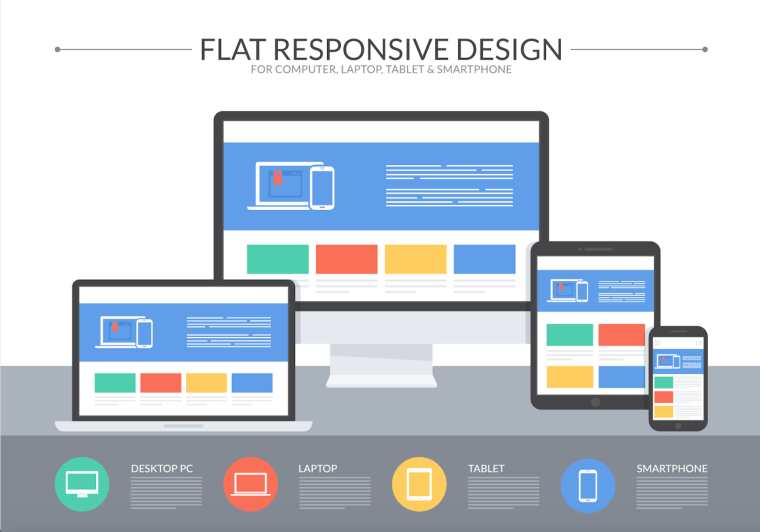 FLAT RESPONSIVE DESIGN
FOR COMPUTER, LAPTOP, TABLET & SMARTPHONE
DESKTOP PC
LAPTOP
TABLET
SMARTPHONE